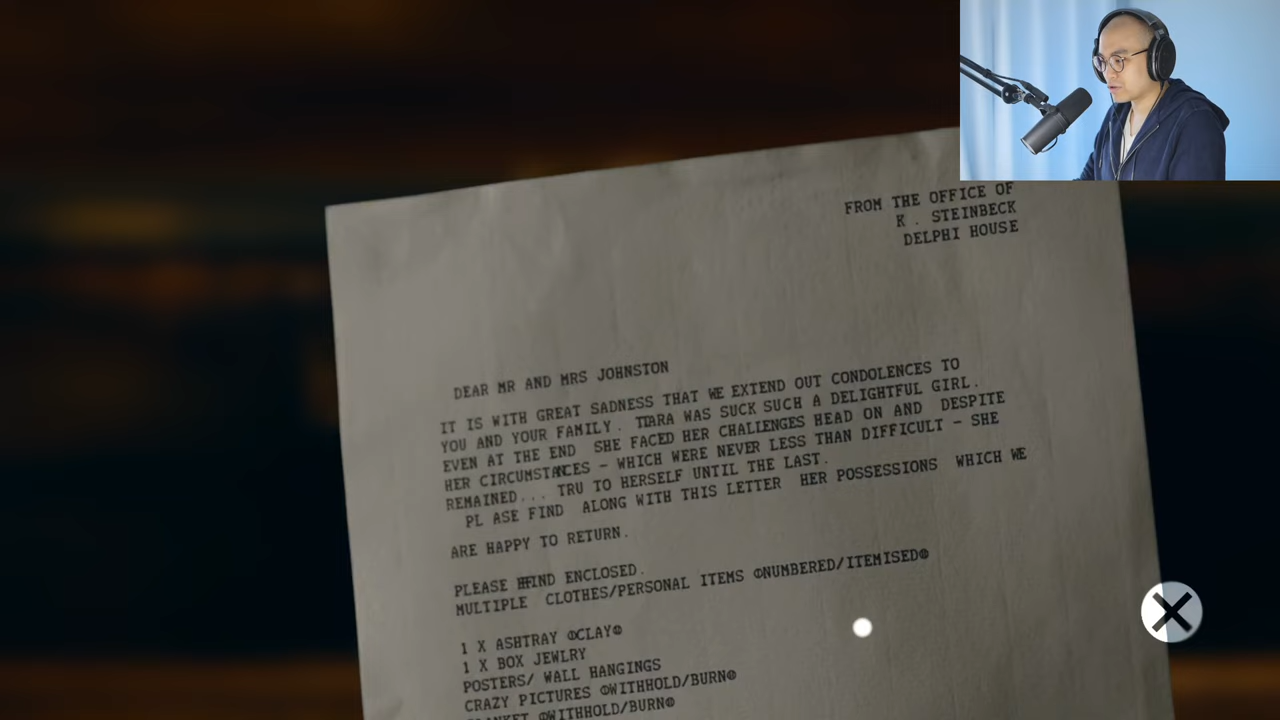 FROM THE OFFICE OF
K . STEINBECK
DELPHI HOUSE
DEAR MR AND MRS JOHNSTON
IT IS WITH GREAT SADNESS THAT WE EXTEND OUT CONDOLENCES TO
YOU AND YOUR FAMILY . TIARA WAS SUCK SUCH A DELIGHTFUL GIRL.
EVEN AT THE END SHE FACED HER CHALLENGES HEAD ON AND DESPITE
HER CIRCUMSTANCES - WHICH WERE NEVER LESS THAN DIFFICULT - SHE
REMAINED... TRU TO HERSELF UNTIL THE LAST.
PL ASE FIND ALONG WITH THIS LETTER HER POSSESSIONS WHICH WE
ARE HAPPY TO RETURN.
PLEASE FIND ENCLOSED.
MULTIPLE CLOTHES/PERSONAL ITEMS NUMBERED/ITEMISED
1 X ASHTRAY CLAY
1 X BOX JEWLRY
POSTERS/ WALL HANGINGS
CRAZY PICTURES WITHHOLD/BURN
BLANKET WITHHOLD/BURN